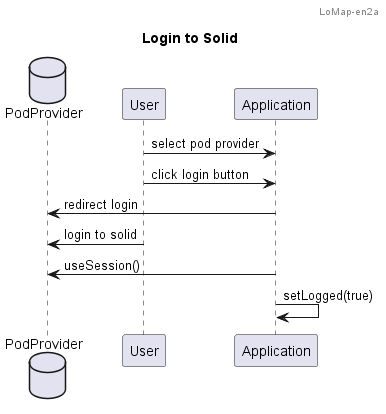 LoMap-en2a
Login to Solid
PodProvider
User
Application
select pod provider
click login button
redirect login
login to solid
useSession()
setLogged(true)
PodProvider
User
Application